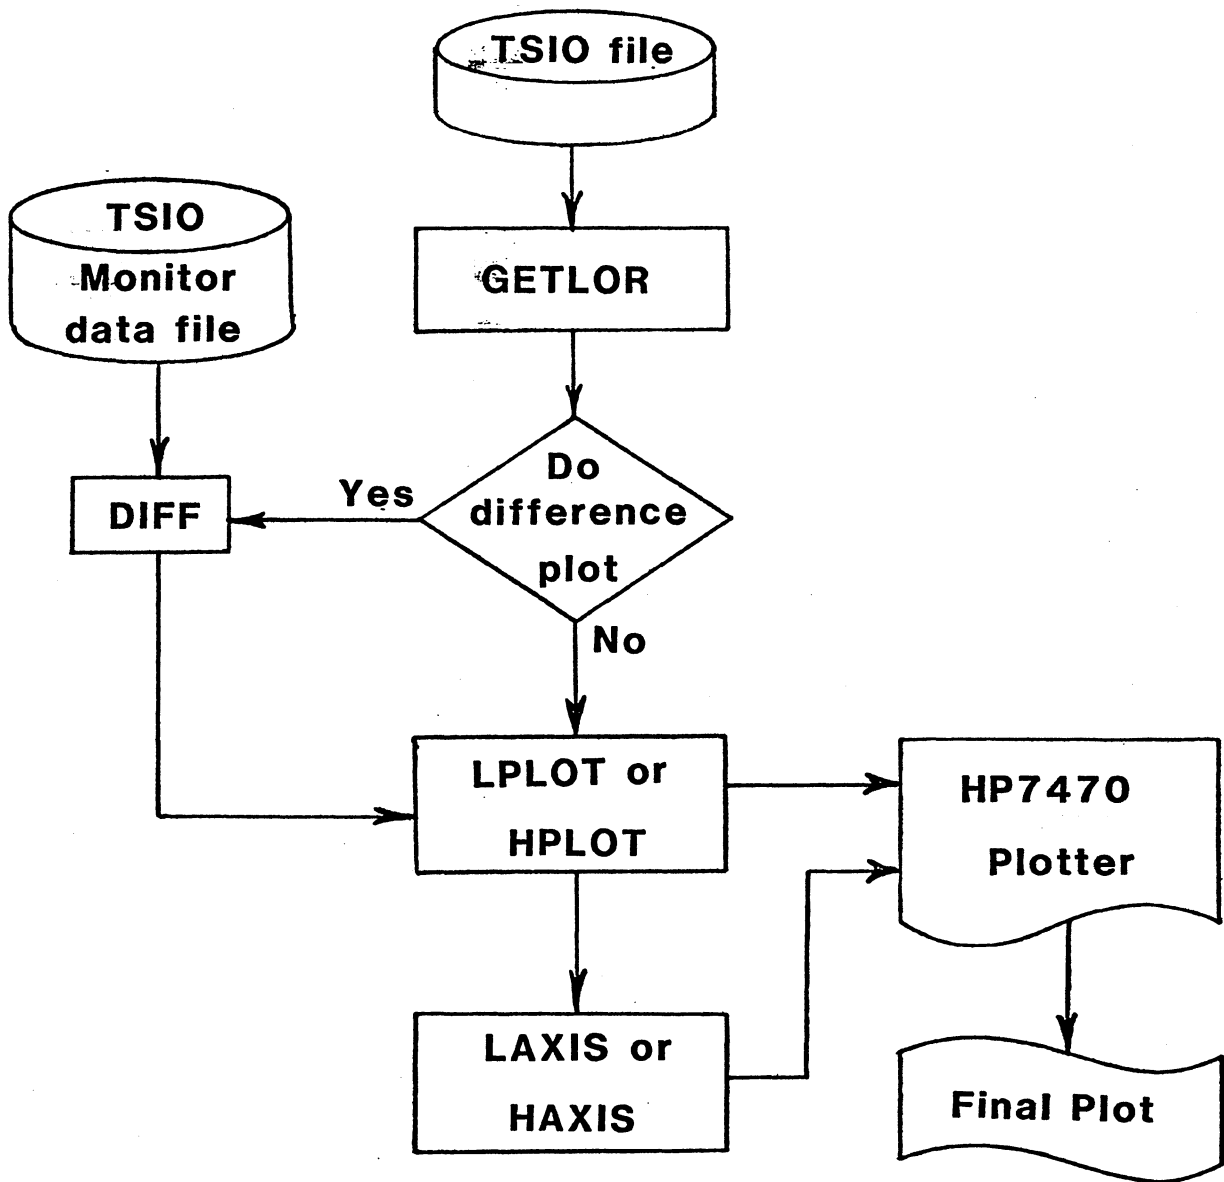 TSIO file
TSIO
Monitor
data file
GETLOR
Do
difference
plot
Yes
DIFF
No
LPLOT or
HPLOT
HP7470
Plotter
LAXIS or
HAXIS
Final Plot